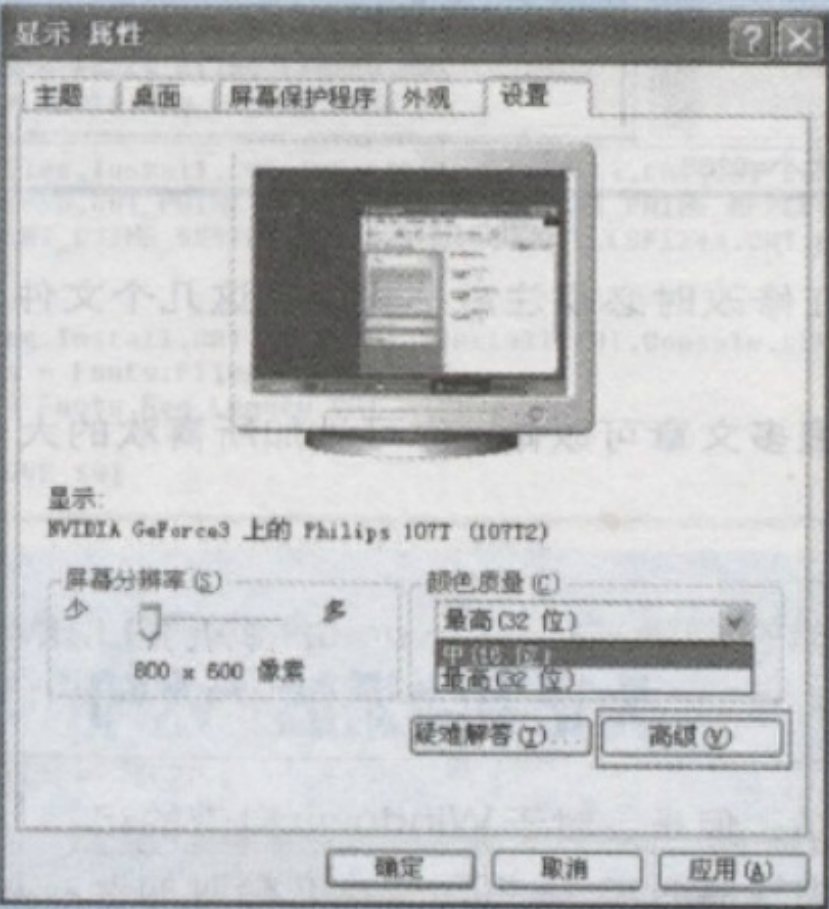 显示 属性
主题 桌面 屏幕保护程序 外观 设置
显示:
NVIDIA GeForce3 上的 Philips 107T (107T2)
屏幕分辨率(S)
少 多
800 x 600 像素
颜色质量(C)
最高(32 位)
中(16 位)
最高(32 位)
疑难解答(T)... 高级(V)
确定 取消 应用(A)